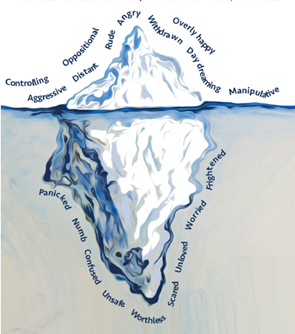 Controlling
Aggressive
Oppositional
Distant
Rude
Angry
Withdrawn
Overly happy
Day dreaming
Manipulative
Panicked
Numb
Confused
Unsafe
Worthless
Scared
Unloved
Worried
Frightened